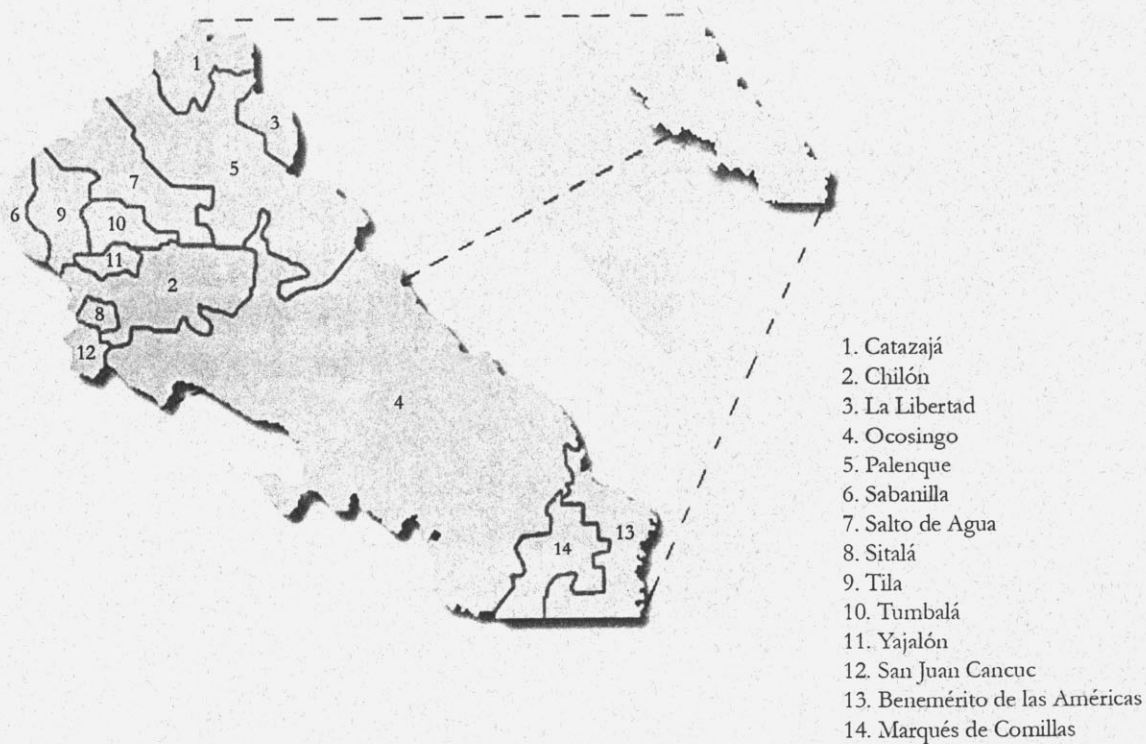 1
3
5
7
6
9
10
11
2
8
12
4
13
14
1. Catazajá
2. Chilón
3. La Libertad
4. Ocosingo
5. Palenque
6. Sabanilla
7. Salto de Agua
8. Sitalá
9. Tila
10. Tumbalá
11. Yajalón
12. San Juan Cancuc
13. Benemérito de las Américas
14. Marqués de Comillas